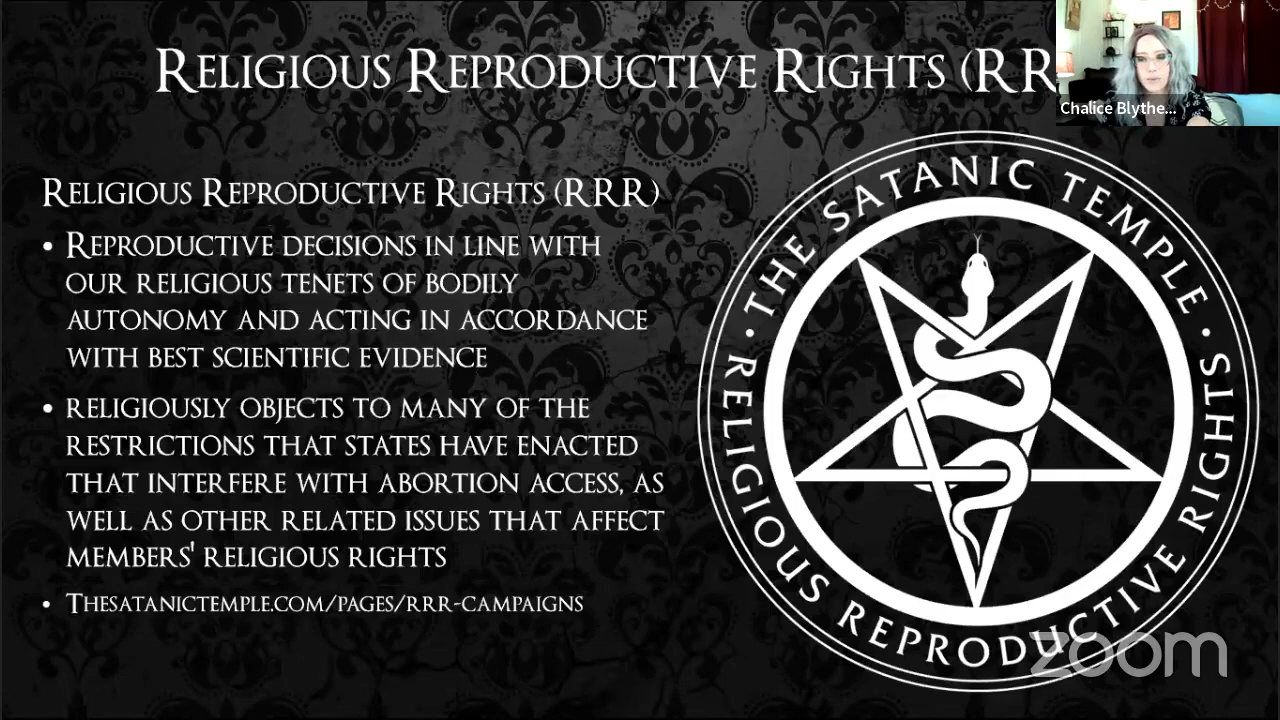 RELIGIOUS REPRODUCTIVE RIGHTS (RR
Chalice Blythe...
RELIGIOUS REPRODUCTIVE RIGHTS (RRR)
• REPRODUCTIVE DECISIONS IN LINE WITH
OUR RELIGIOUS TENETS OF BODILY
AUTONOMY AND ACTING IN ACCORDANCE
WITH BEST SCIENTIFIC EVIDENCE
• RELIGIOUSLY OBJECTS TO MANY OF THE
RESTRICTIONS THAT STATES HAVE ENACTED
THAT INTERFERE WITH ABORTION ACCESS, AS
WELL AS OTHER RELATED ISSUES THAT AFFECT
MEMBERS' RELIGIOUS RIGHTS
• THESATANICTEMPLE.COM/PAGES/RRR-CAMPAIGNS
• THE SATANIC TEMPLE •
RELIGIOUS REPRODUCTIVE RIGHTS
zoom